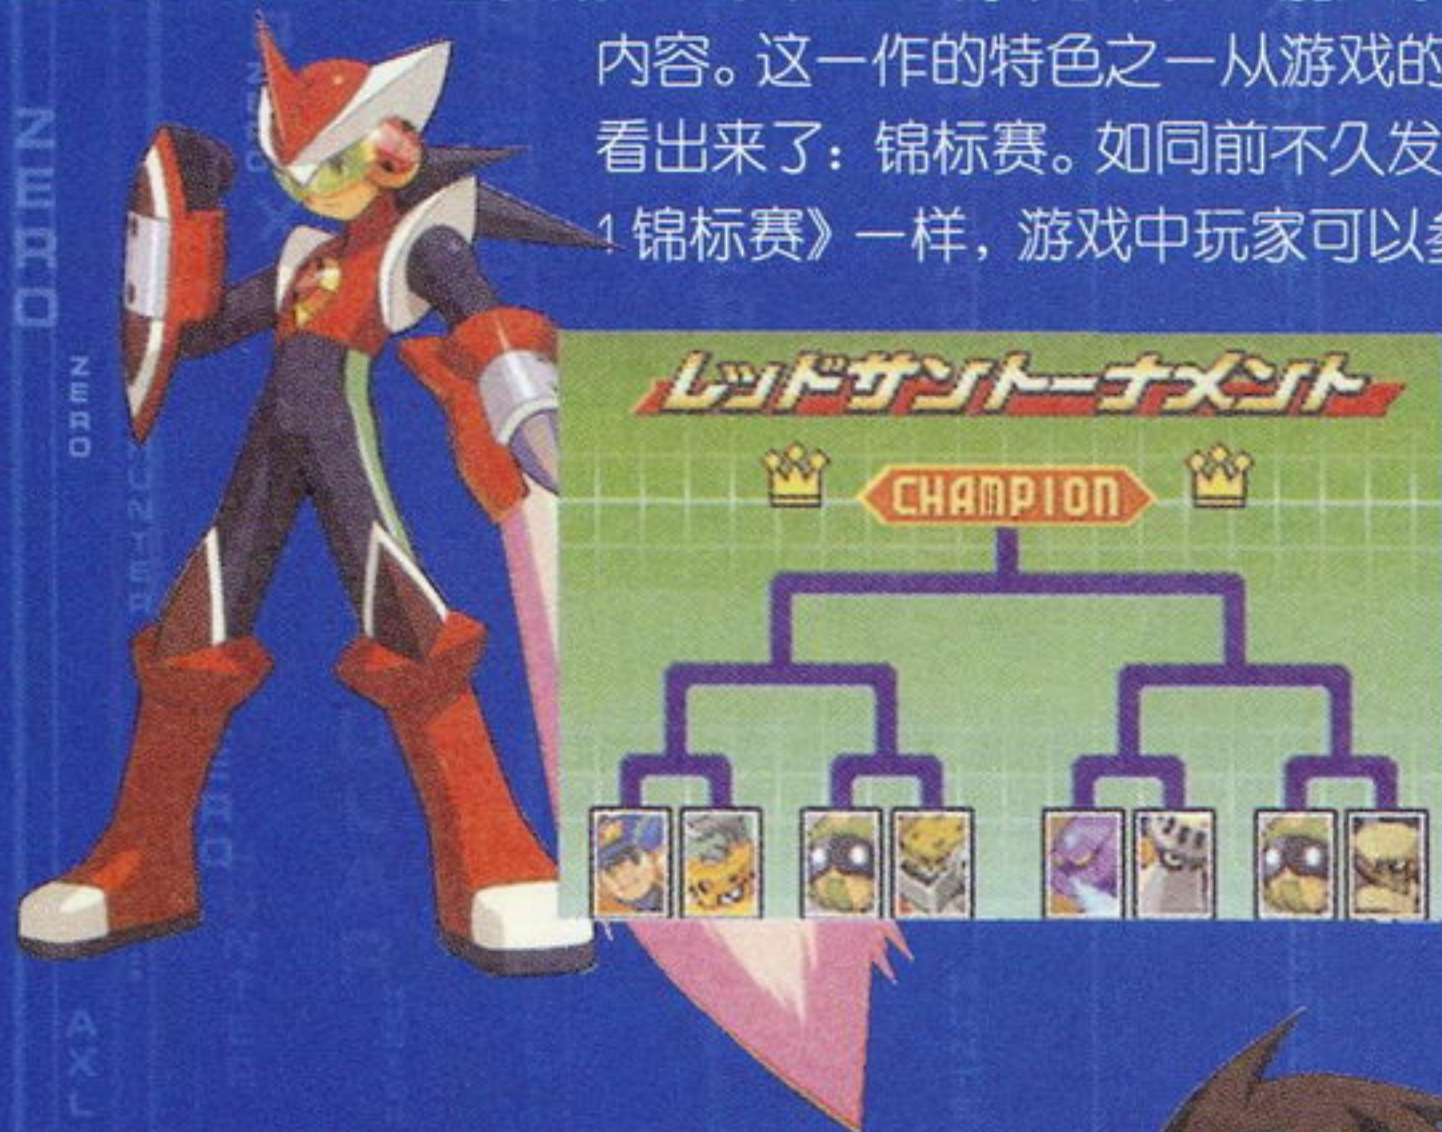 内容。这一作的特色之一从游戏的
看出来了：锦标赛。如同前不久发
1锦标赛》一样，游戏中玩家可以
レッドサントーナメント
CHAMPION
ZERO
ZERO
AXL